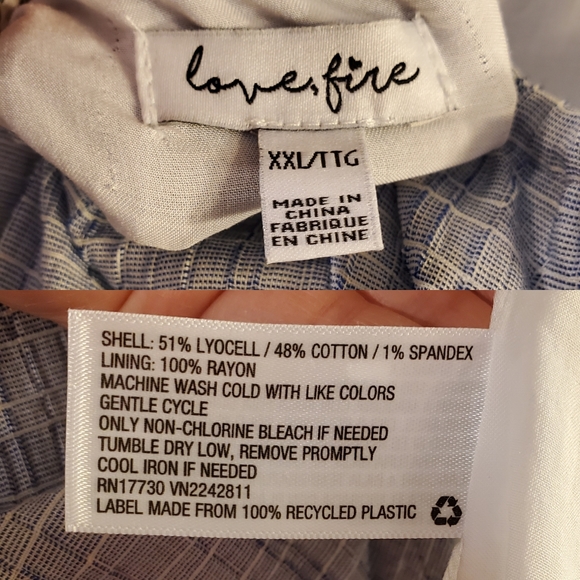 love, fire
XXL/TTG
MADE IN
CHINA
FABRIQUE
EN CHINE
SHELL: 51% LYOCELL / 48% COTTON / 1% SPANDEX
LINING: 100% RAYON
MACHINE WASH COLD WITH LIKE COLORS
GENTLE CYCLE
ONLY NON-CHLORINE BLEACH IF NEEDED
TUMBLE DRY LOW, REMOVE PROMPTLY
COOL IRON IF NEEDED
RN17730 VN2242811
LABEL MADE FROM 100% RECYCLED PLASTIC